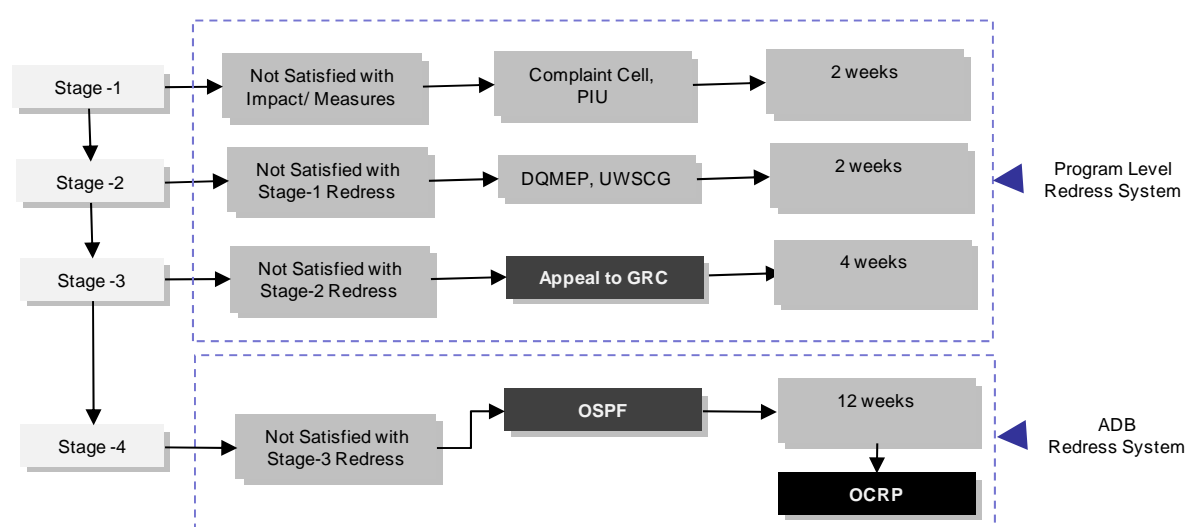 Stage -1
Not Satisfied with
Impact/ Measures
Complaint Cell,
PIU
2 weeks
Stage -2
Not Satisfied with
Stage-1 Redress
DQMEP, UWSCG
2 weeks
Program Level
Redress System
Stage -3
Not Satisfied with
Stage-2 Redress
Appeal to GRC
4 weeks
Stage -4
Not Satisfied with
Stage-3 Redress
OSPF
12 weeks
OCRP
ADB
Redress System